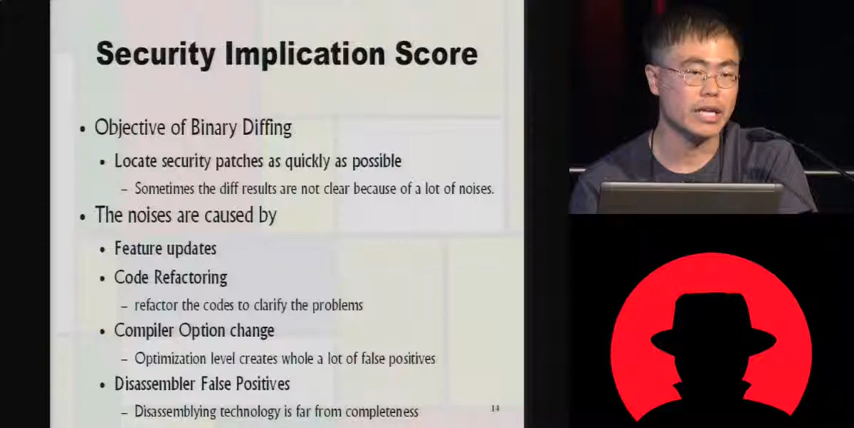 Security Implication Score
• Objective of Binary Diffing
• Locate security patches as quickly as possible
– Sometimes the diff results are not clear because of a lot of noises.
• The noises are caused by
• Feature updates
• Code Refactoring
– refactor the codes to clarify the problems
• Compiler Option change
– Optimization level creates whole a lot of false positives
• Disassembler False Positives
– Disassemblying technology is far from completeness
14